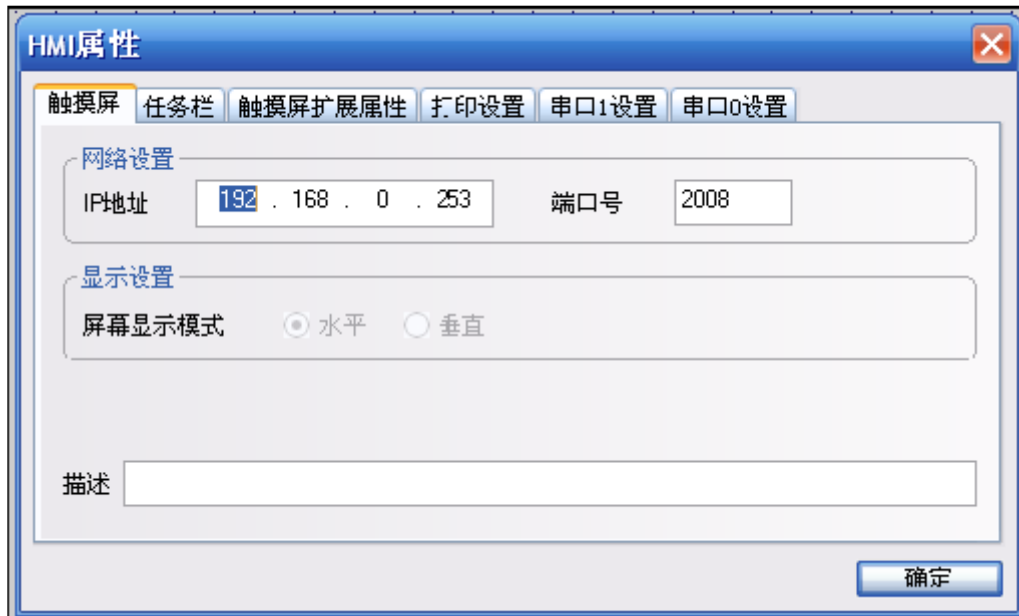 HMI属性
触摸屏 任务栏 触摸屏扩展属性 打印设置 串口1设置 串口0设置
网络设置
IP地址 192 . 168 . 0 . 253 端口号 2008
显示设置
屏幕显示模式 水平 垂直
描述
确定